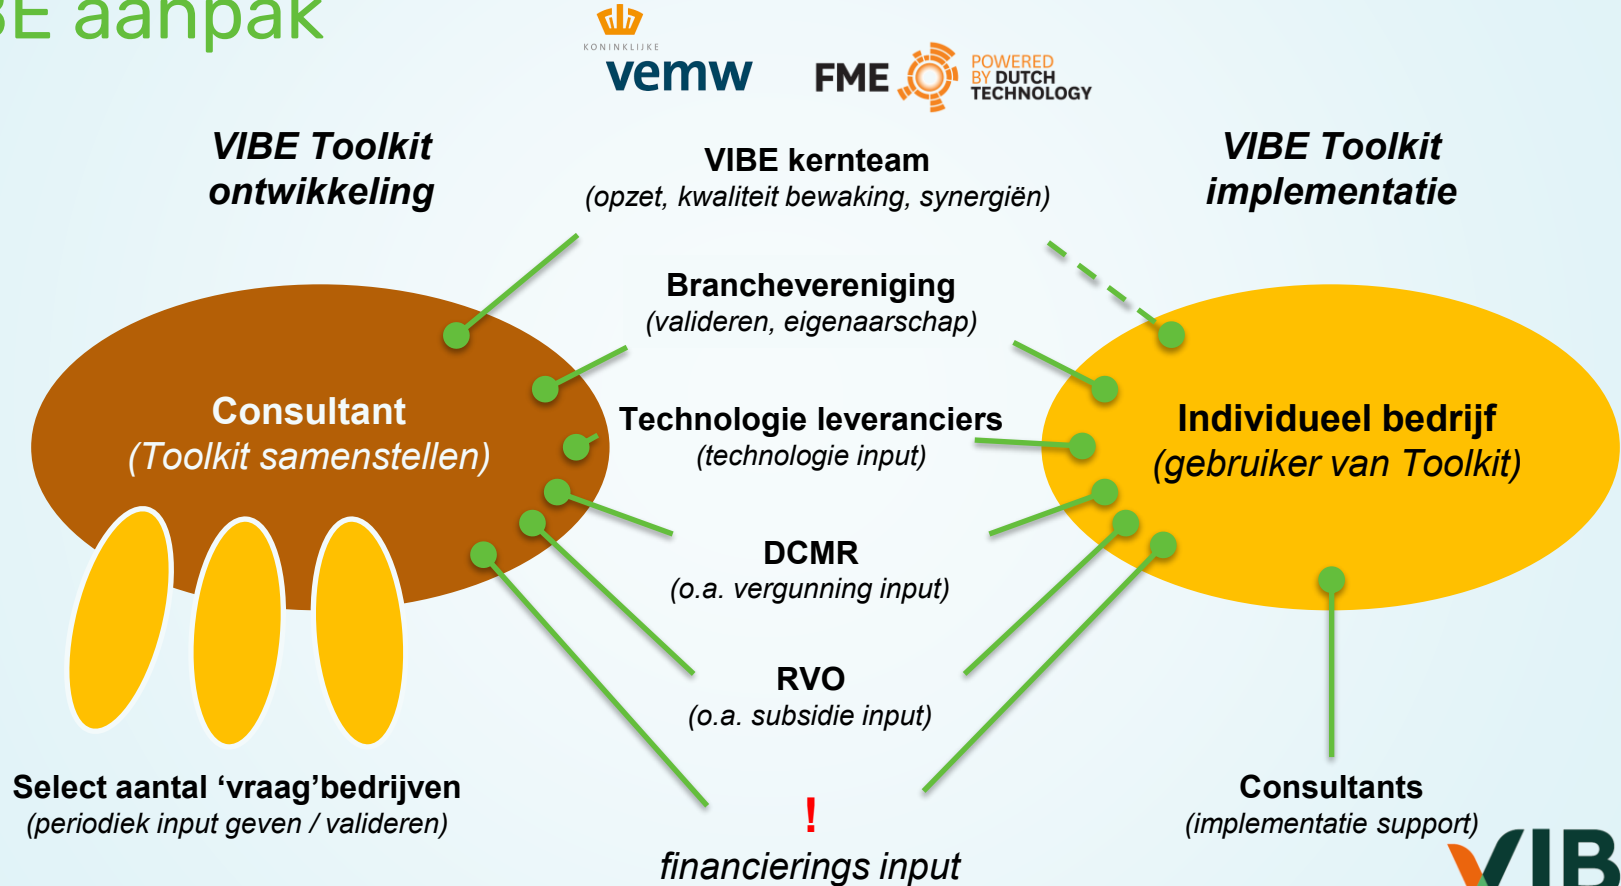 BE aanpak
KONINKLIJKE
vemw
FME
POWERED
BY DUTCH
TECHNOLOGY
VIBE Toolkit
ontwikkeling
VIBE kernteam
(opzet, kwaliteit bewaking, synergiën)
VIBE Toolkit
implementatie
Branchevereniging
(valideren, eigenaarschap)
Consultant
(Toolkit samenstellen)
Technologie leveranciers
(technologie input)
Individueel bedrijf
(gebruiker van Toolkit)
DCMR
(o.a. vergunning input)
RVO
(o.a. subsidie input)
Select aantal ‘vraag’bedrijven
(periodiek input geven / valideren)
!
financierings input
Consultants
(implementatie support)
VIB